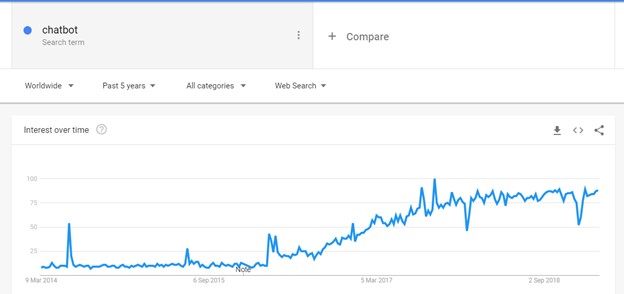 chatbot
Search term
+ Compare
Worldwide
Past 5 years
All categories
Web Search
Interest over time
?
100
75
50
25
Note
9 Mar 2014
6 Sep 2015
5 Mar 2017
2 Sep 2018